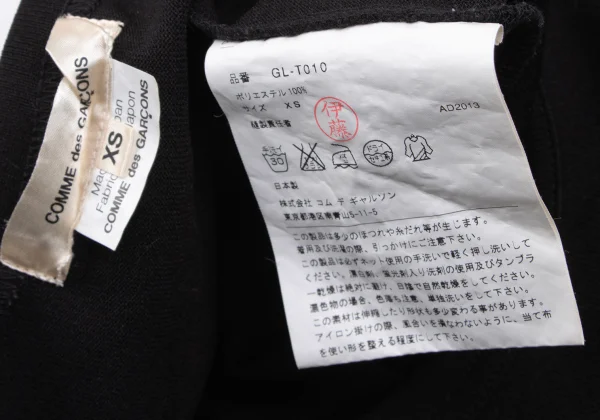 COMME des GARÇONS
XS
COMME des GARÇONS
品番 GL-T010
ポリエステル100%
サイズ XS
AD2013
縫製責任者
伊藤
手ヨイ
30
ドライ
日本製
株式会社 コム デ ギャルソン
東京都港区南青山5-11-5
この製品は多少のほつれや糸だれ等が生じます。
着用及び洗濯の際、引っかけにご注意下さい。
この製品は必ずネット使用の手洗いで軽く押し洗いして
ください。漂白剤、蛍光剤入り洗剤の使用及びタンブラ
ー乾燥は絶対に避け、日陰で自然乾燥をしてください。
濃色物の場合、色落ち注意、単独洗いをして下さい。
この素材は伸縮したり形状も多少変わる事があります。
アイロン掛けの際、風合いを損なわないように、当て布
を使い形を整える程度にして下さい。